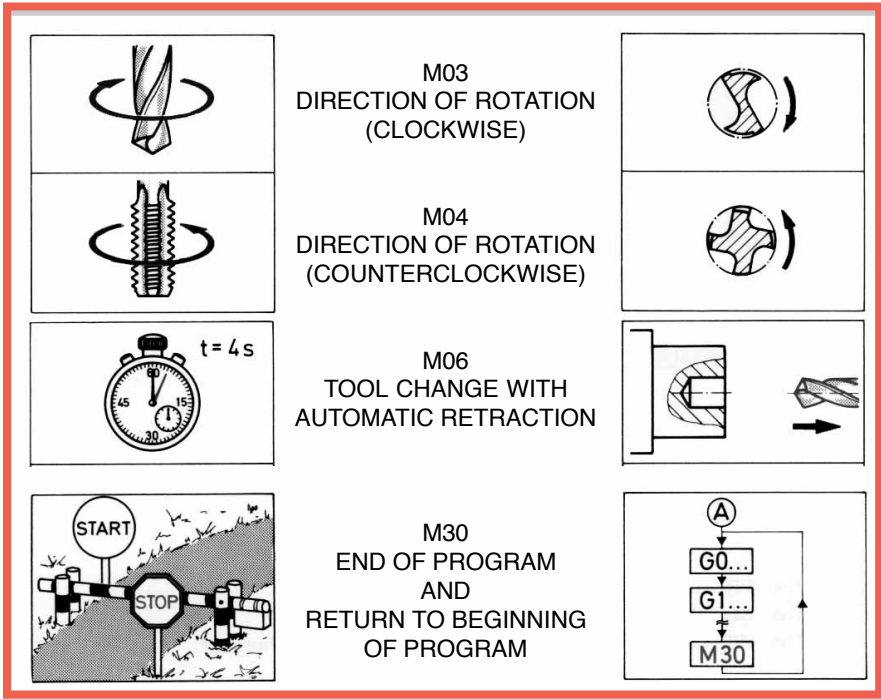 M03
DIRECTION OF ROTATION
(CLOCKWISE)
M04
DIRECTION OF ROTATION
(COUNTERCLOCKWISE)
t = 4 s
60
45
15
30
M06
TOOL CHANGE WITH
AUTOMATIC RETRACTION
START
STOP
M30
END OF PROGRAM
AND
RETURN TO BEGINNING
OF PROGRAM
A
G0...
G1...
M30